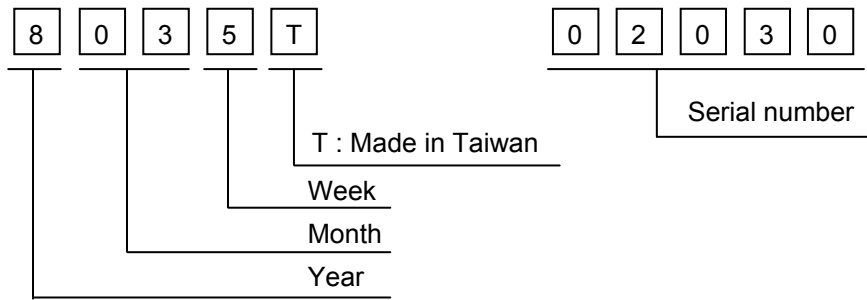 8 0 3 5 T 0 2 0 3 0
Serial number
T : Made in Taiwan
Week
Month
Year